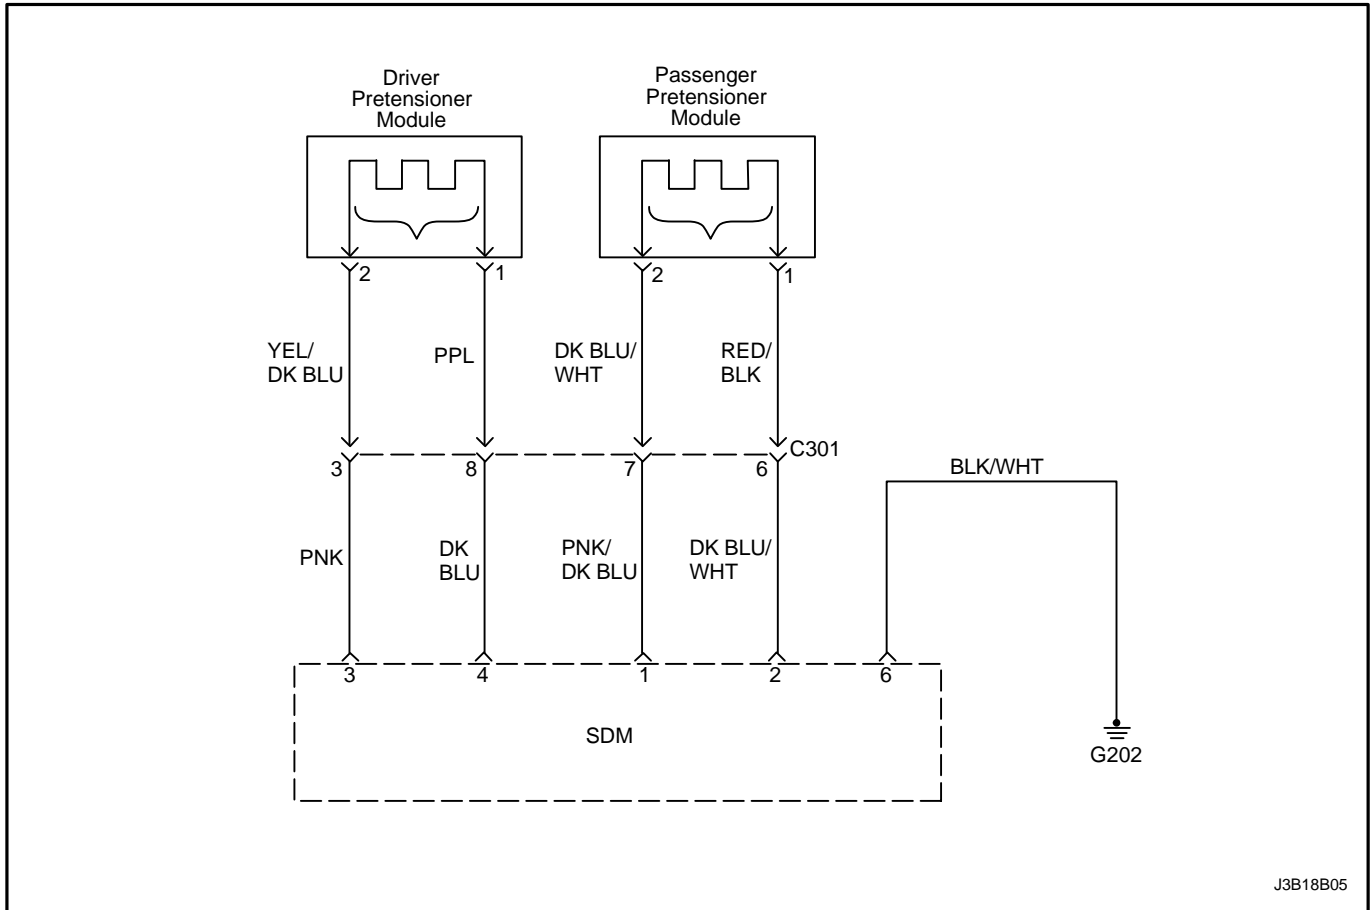 Driver
Pretensioner
Module
Passenger
Pretensioner
Module
2
1
2
1
YEL/
DK BLU
PPL
DK BLU/
WHT
RED/
BLK
C301
3
8
7
6
BLK/WHT
PNK
DK
BLU
PNK/
DK BLU
DK BLU/
WHT
3
4
1
2
6
SDM
G202
J3B18B05